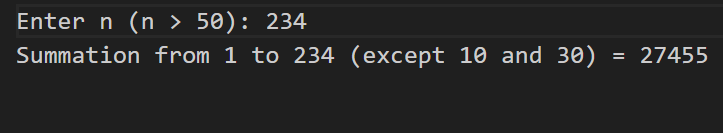 Enter n (n > 50): 234
Summation from 1 to 234 (except 10 and 30) = 27455